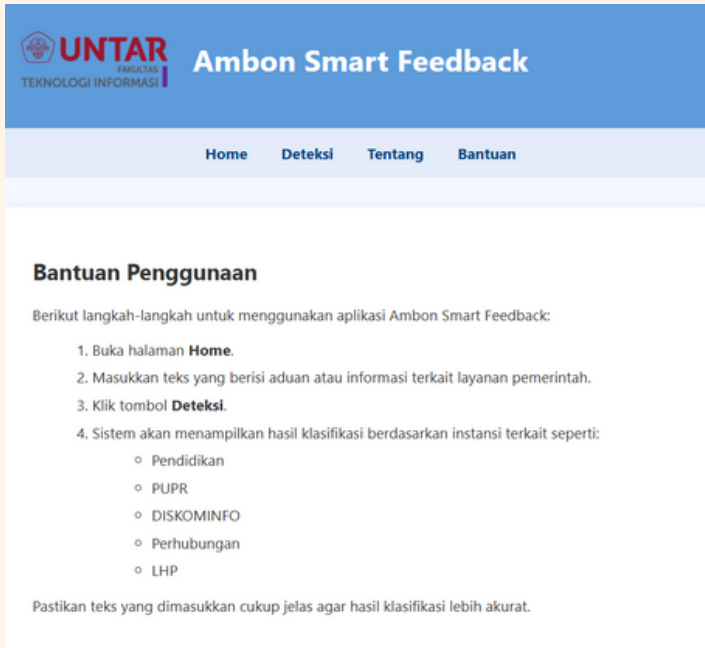 UNTAR
FAKULTAS
TEKNOLOGI INFORMASI
Ambon Smart Feedback
Home Deteksi Tentang Bantuan
Bantuan Penggunaan
Berikut langkah-langkah untuk menggunakan aplikasi Ambon Smart Feedback:
1. Buka halaman Home.
2. Masukkan teks yang berisi aduan atau informasi terkait layanan pemerintah.
3. Klik tombol Deteksi.
4. Sistem akan menampilkan hasil klasifikasi berdasarkan instansi terkait seperti:
○ Pendidikan
○ PUPR
○ DISKOMINFO
○ Perhubungan
○ LHP
Pastikan teks yang dimasukkan cukup jelas agar hasil klasifikasi lebih akurat.